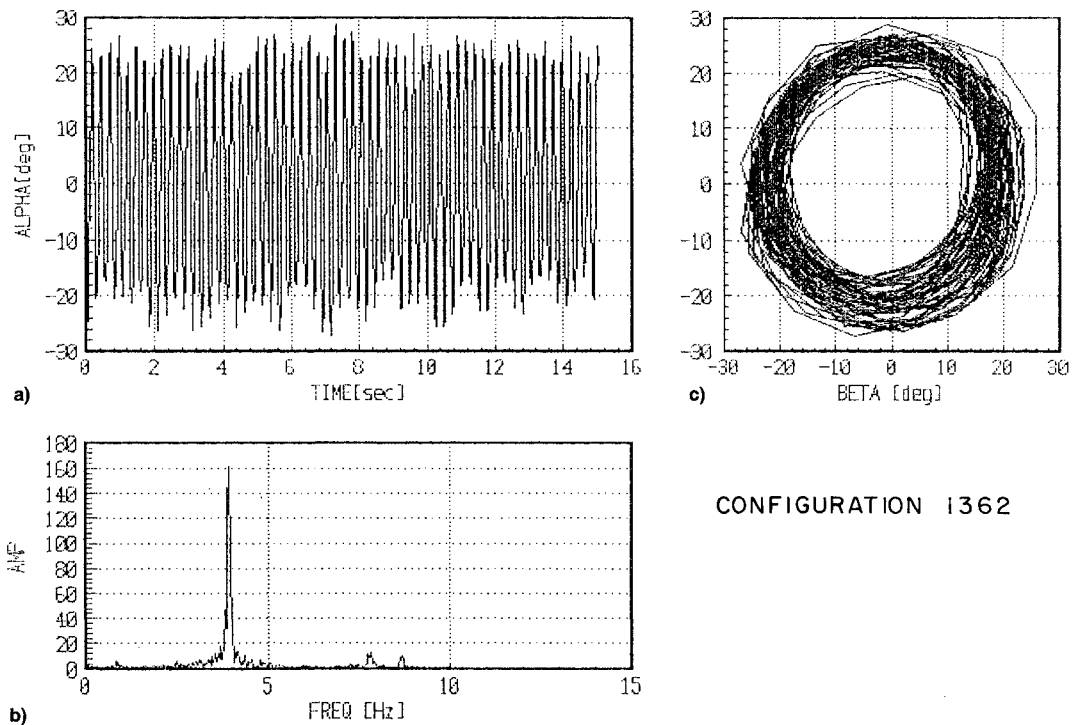 30
20
10
0
-10
-20
-30
ALPHA[deg]
0 2 4 6 8 10 12 14 16
TIME[sec]
a)
30
20
10
0
-10
-20
-30
-30 -20 -10 0 10 20 30
BETA [deg]
c)
180
160
140
120
100
80
60
40
20
0
AMP
0 5 10 15
FREQ [Hz]
b)
CONFIGURATION 1362